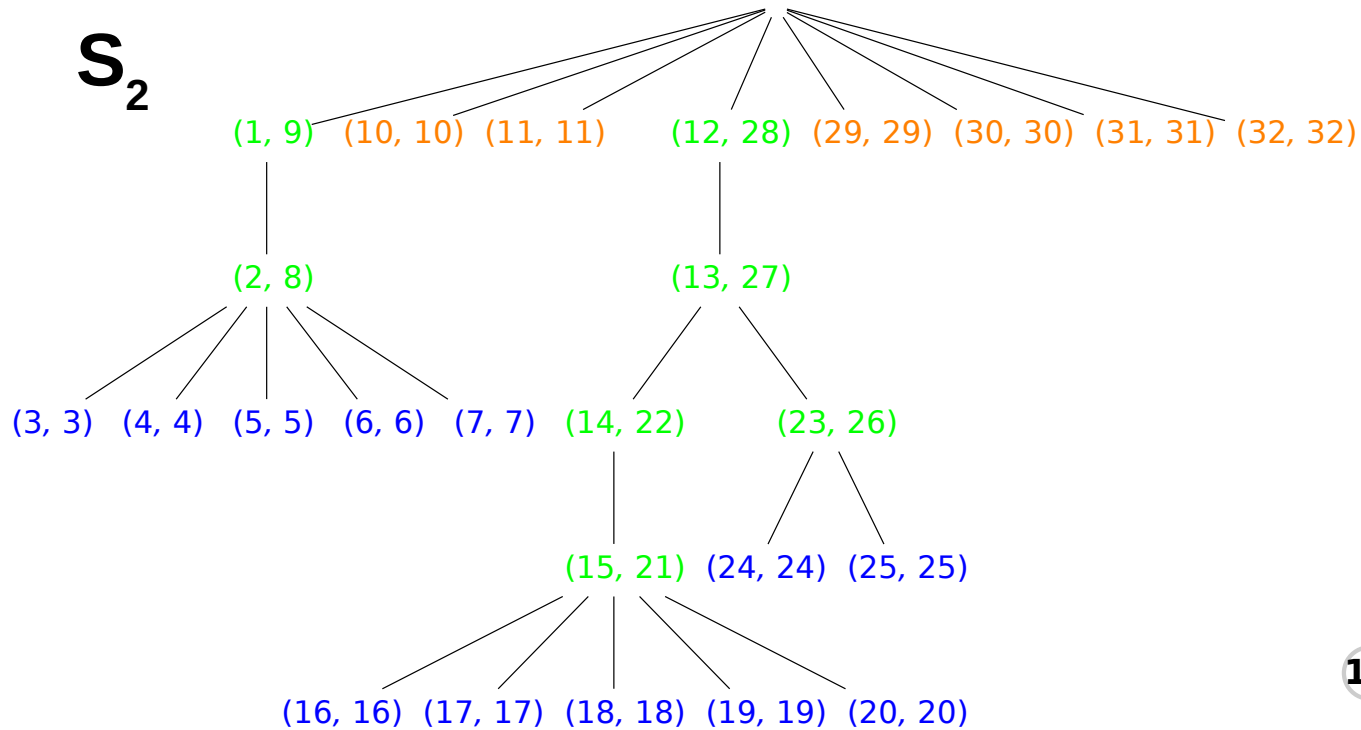 S₂
(1, 9) (10, 10) (11, 11) (12, 28) (29, 29) (30, 30) (31, 31) (32, 32)
(2, 8) (13, 27)
(3, 3) (4, 4) (5, 5) (6, 6) (7, 7) (14, 22) (23, 26)
(15, 21) (24, 24) (25, 25)
1
(16, 16) (17, 17) (18, 18) (19, 19) (20, 20)